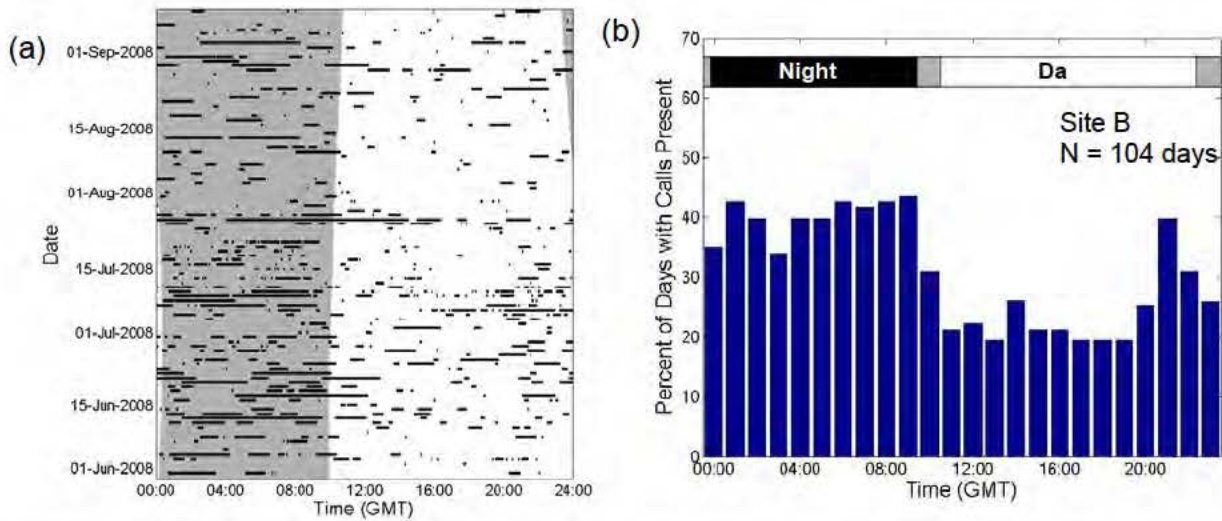 (a)
01-Sep-2008
15-Aug-2008
01-Aug-2008
15-Jul-2008
01-Jul-2008
15-Jun-2008
01-Jun-2008
Date
00:00 04:00 08:00 12:00 16:00 20:00 24:00
Time (GMT)
(b)
70
60
50
40
30
20
10
0
Percent of Days with Calls Present
Night Da
Site B
N = 104 days
00:00 04:00 08:00 12:00 16:00 20:00
Time (GMT)